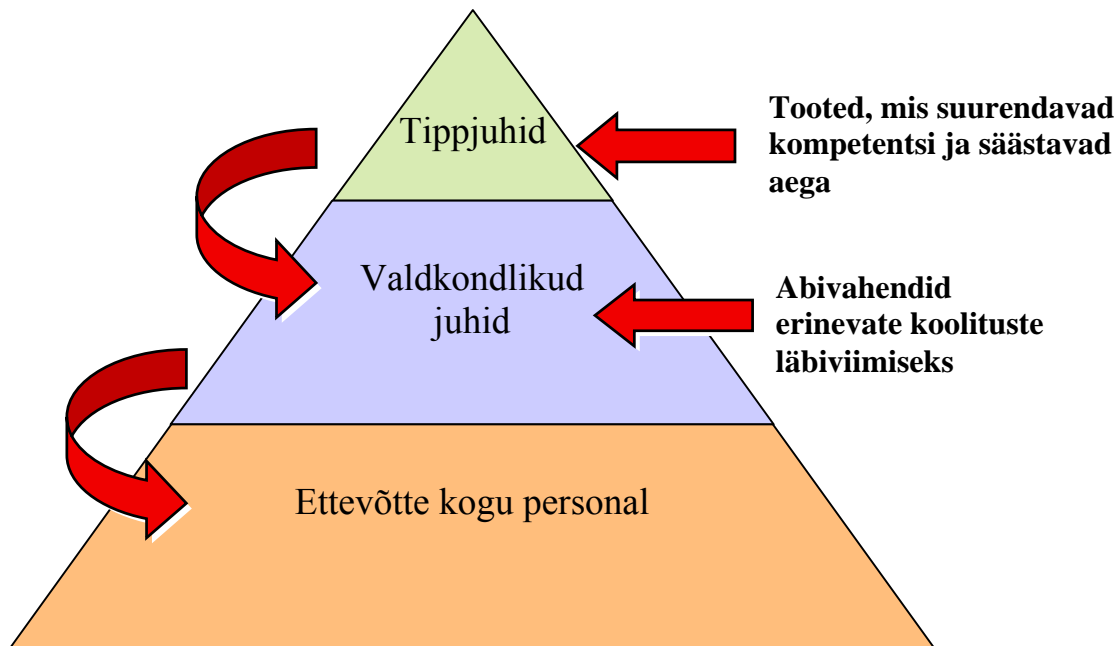 Tippjuhid
Tooted, mis suurendavad
kompetentsi ja säästavad
aega
Valdkondlikud
juhid
Abivahendid
erinevate koolituste
läbiviimiseks
Ettevõtte kogu personal